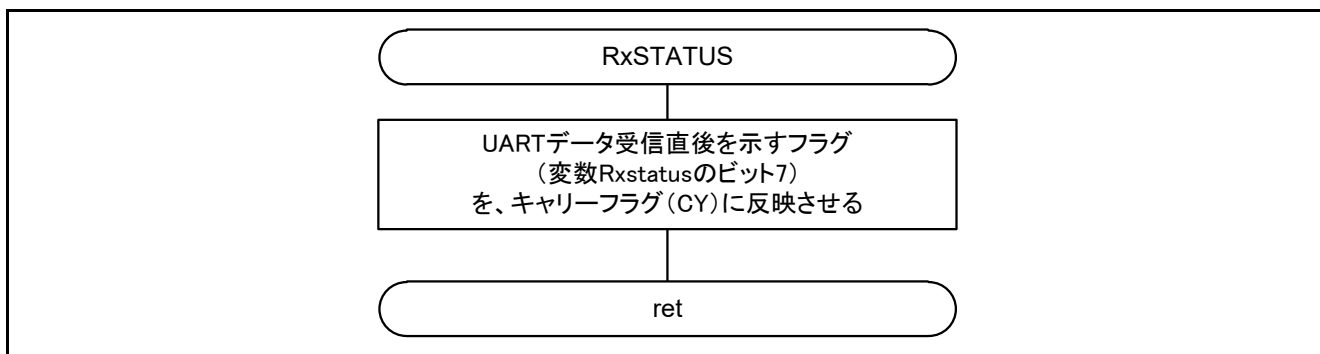 RxSTATUS
UARTデータ受信直後を示すフラグ
（変数Rxstatusのビット7）
を、キャリーフラグ（CY）に反映させる
ret